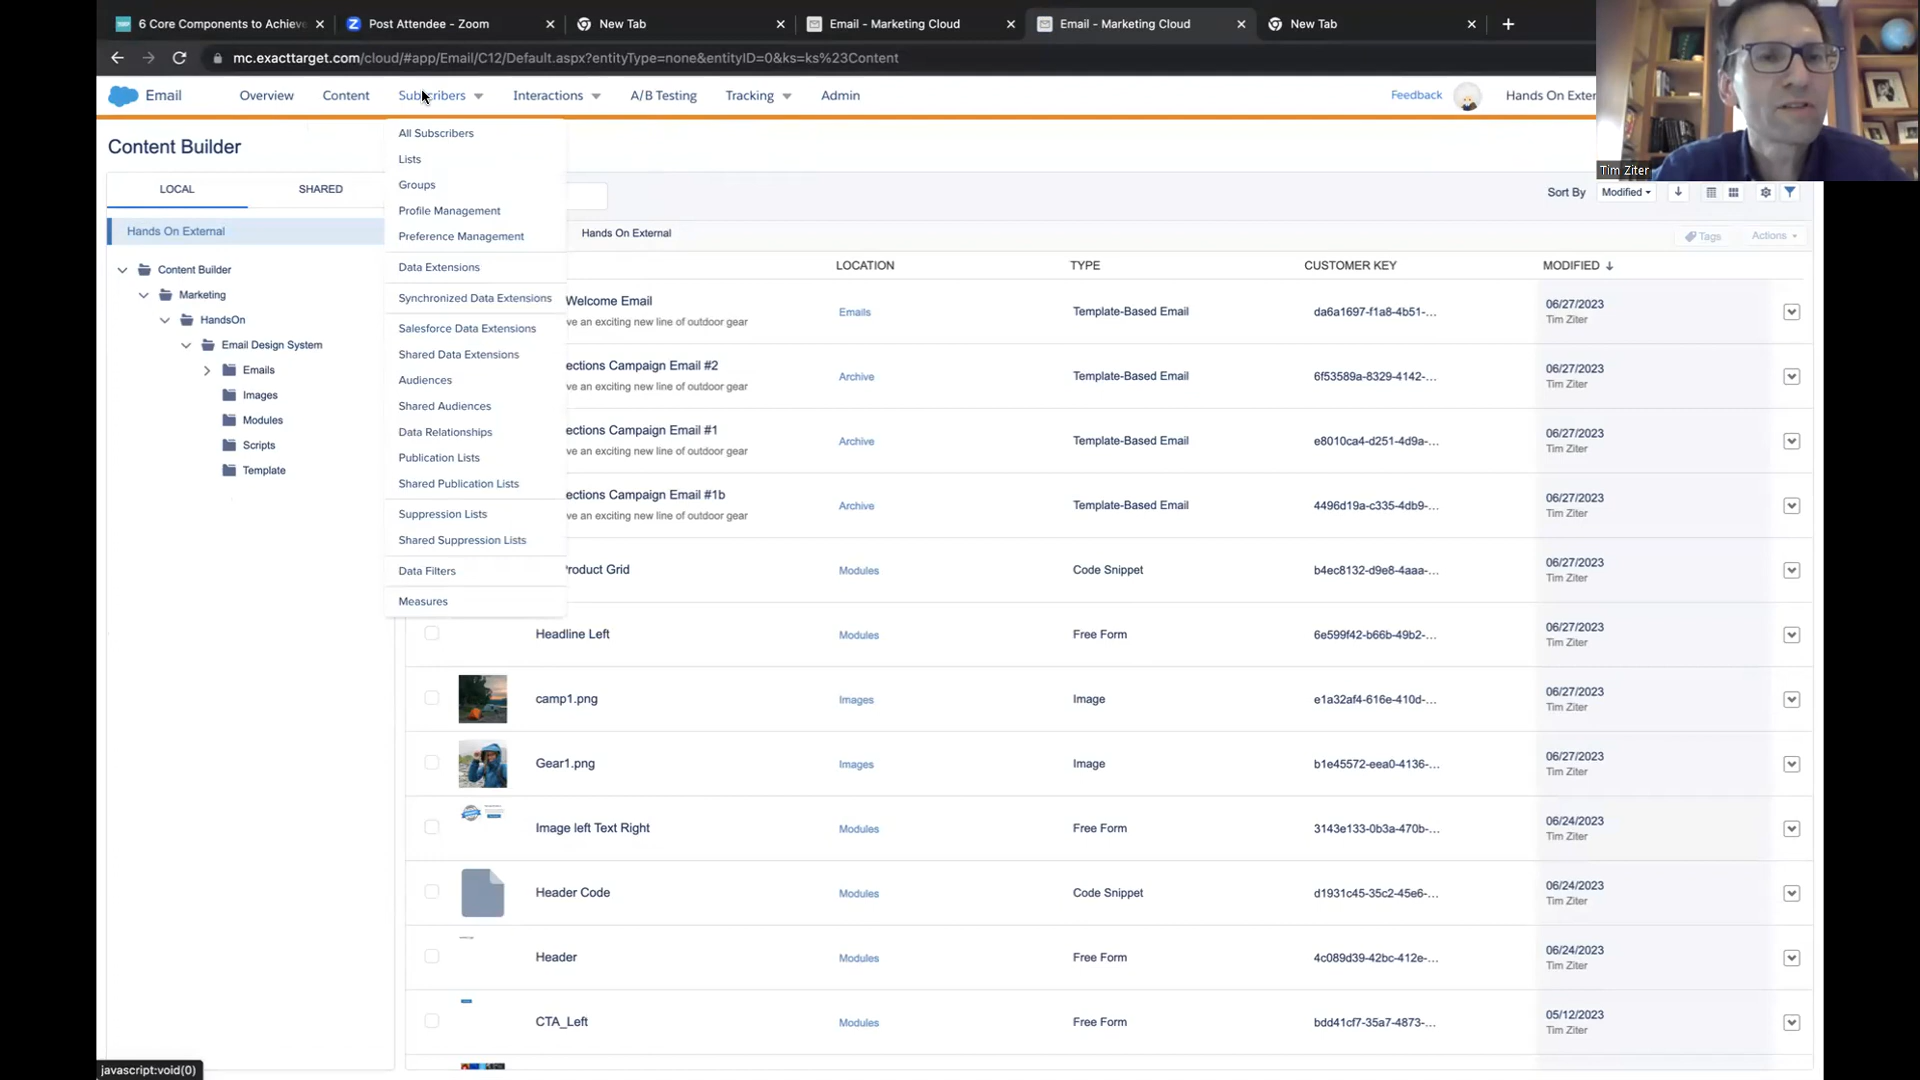 6 Core Components to Achieve
Post Attendee - Zoom
New Tab
Email - Marketing Cloud
Email - Marketing Cloud
New Tab
mc.exacttarget.com/cloud/#app/Email/C12/Default.aspx?entityType=none&entityID=0&ks=ks%23Content
Email
Overview
Content
Subscribers
Interactions
A/B Testing
Tracking
Admin
Feedback
Hands On Exter
Tim Ziter
Content Builder
LOCAL
SHARED
Hands On External
Content Builder
Marketing
HandsOn
Email Design System
Emails
Images
Modules
Scripts
Template
All Subscribers
Lists
Groups
Profile Management
Preference Management
Data Extensions
Synchronized Data Extensions
Salesforce Data Extensions
Shared Data Extensions
Audiences
Shared Audiences
Data Relationships
Publication Lists
Shared Publication Lists
Suppression Lists
Shared Suppression Lists
Data Filters
Measures
Sort By
Modified
Hands On External
Tags
Actions
LOCATION TYPE CUSTOMER KEY MODIFIED
Welcome Email
ve an exciting new line of outdoor gear
Emails Template-Based Email da6a1697-f1a8-4b51-... 06/27/2023
Tim Ziter
ections Campaign Email #2
ve an exciting new line of outdoor gear
Archive Template-Based Email 6f53589a-8329-4142-... 06/27/2023
Tim Ziter
ections Campaign Email #1
ve an exciting new line of outdoor gear
Archive Template-Based Email e8010ca4-d251-4d9a-... 06/27/2023
Tim Ziter
ections Campaign Email #1b
ve an exciting new line of outdoor gear
Archive Template-Based Email 4496d19a-c335-4db9-... 06/27/2023
Tim Ziter
roduct Grid Modules Code Snippet b4ec8132-d9e8-4aaa-... 06/27/2023
Tim Ziter
Headline Left Modules Free Form 6e599f42-b66b-49b2-... 06/27/2023
Tim Ziter
camp1.png Images Image e1a32af4-616e-410d-... 06/27/2023
Tim Ziter
Gear1.png Images Image b1e45572-eea0-4136-... 06/27/2023
Tim Ziter
Image left Text Right Modules Free Form 3143e133-0b3a-470b-... 06/24/2023
Tim Ziter
Header Code Modules Code Snippet d1931c45-35c2-45e6-... 06/24/2023
Tim Ziter
Header Modules Free Form 4c089d39-42bc-412e-... 06/24/2023
Tim Ziter
CTA_Left Modules Free Form bdd41cf7-35a7-4873-... 05/12/2023
Tim Ziter
javascript:void(0)